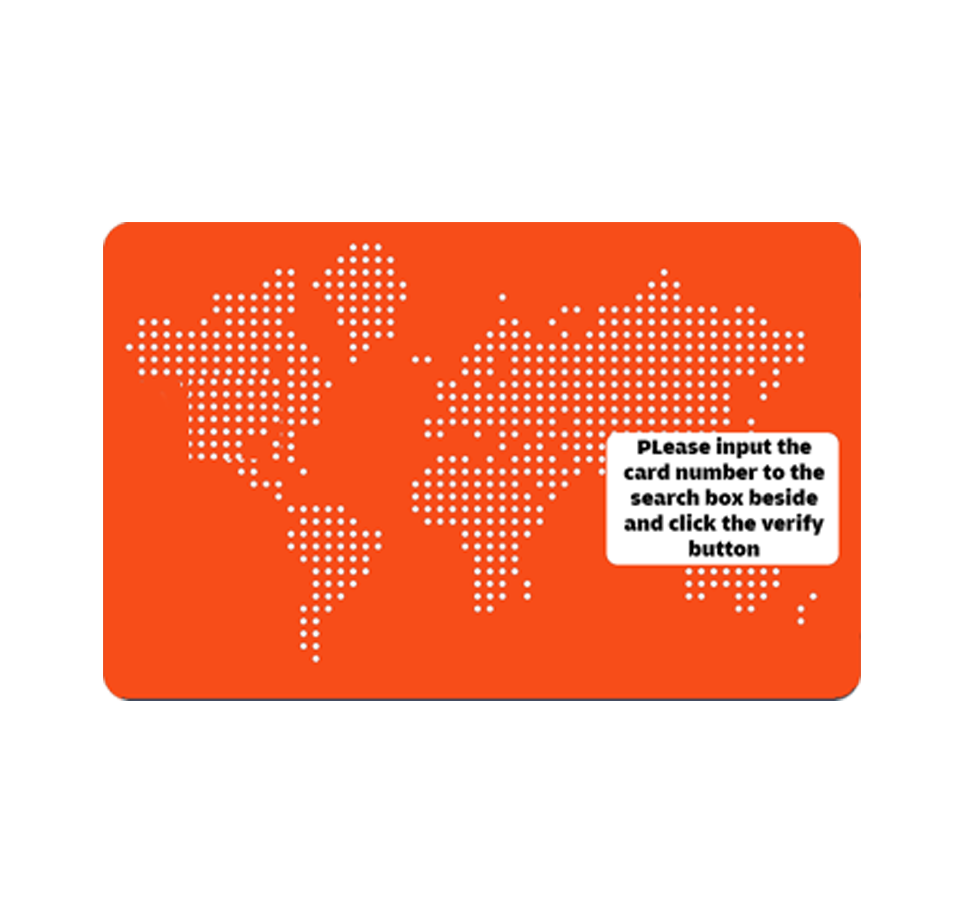 PLease input the
card number to the
search box beside
and click the verify
button